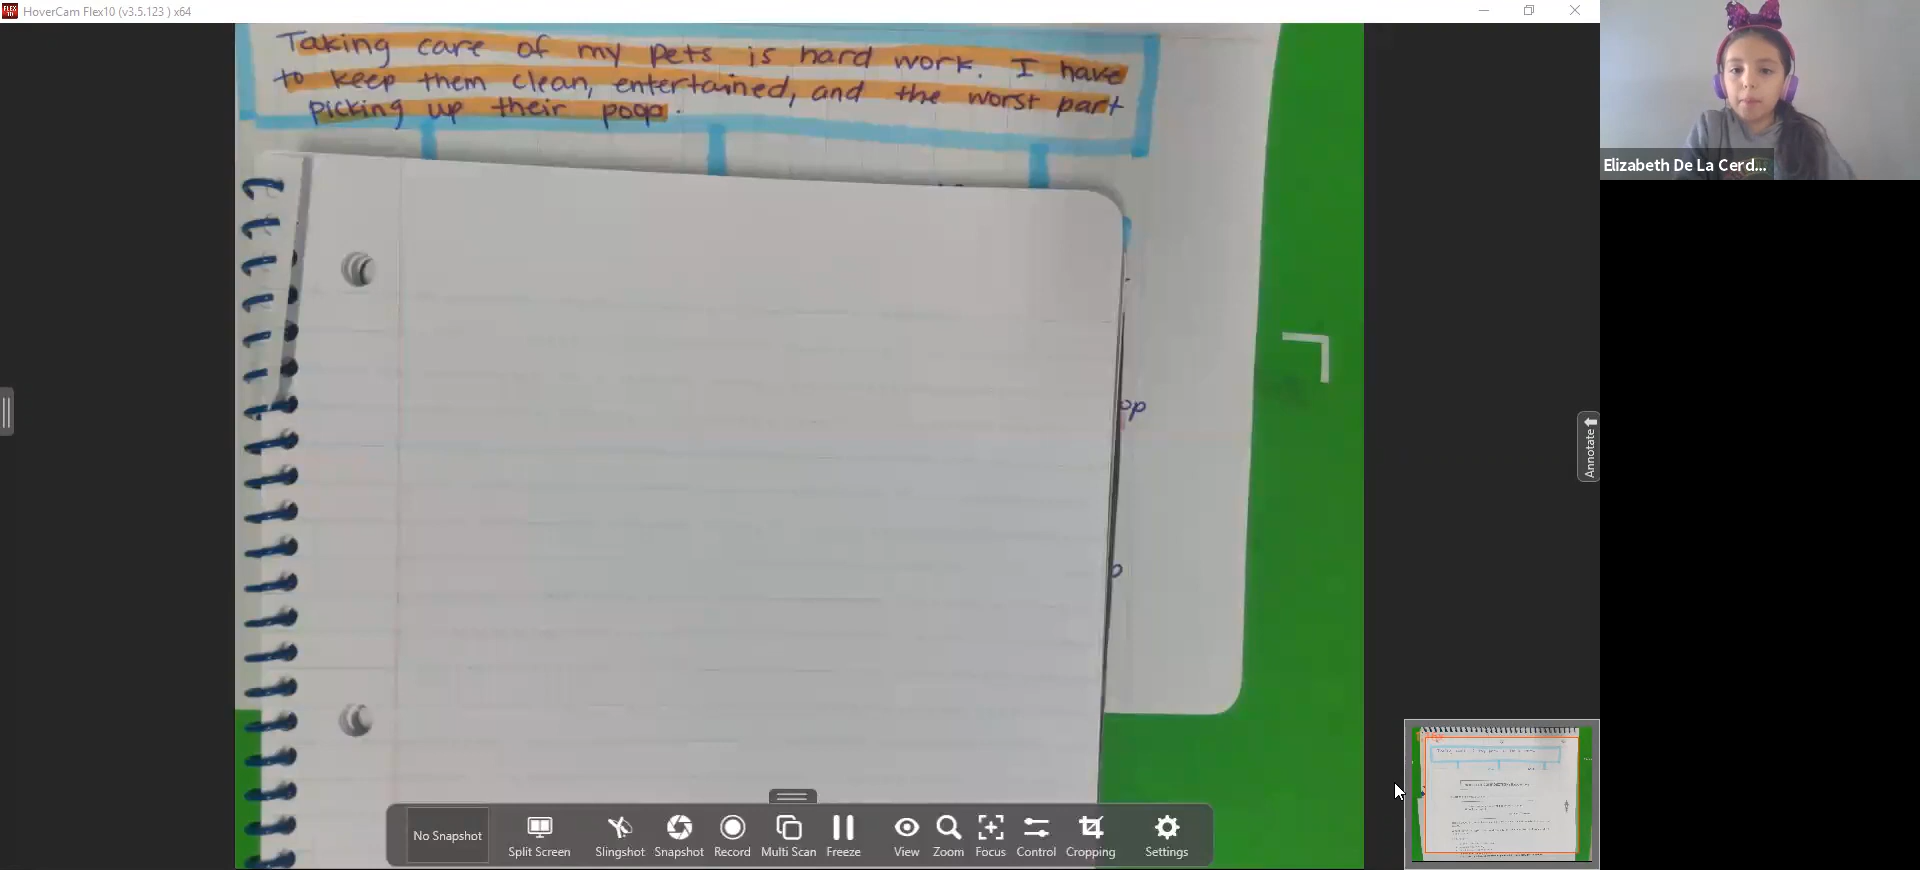 HoverCam Flex10 (v3.5.123 ) x64
Taking care of my pets is hard work. I have
to keep them clean, entertained, and the worst part
picking up their poop.
op
Elizabeth De La Cerd...
Annotate
No Snapshot
Split Screen
Slingshot
Snapshot
Record
Multi Scan
Freeze
View
Zoom
Focus
Control
Cropping
Settings